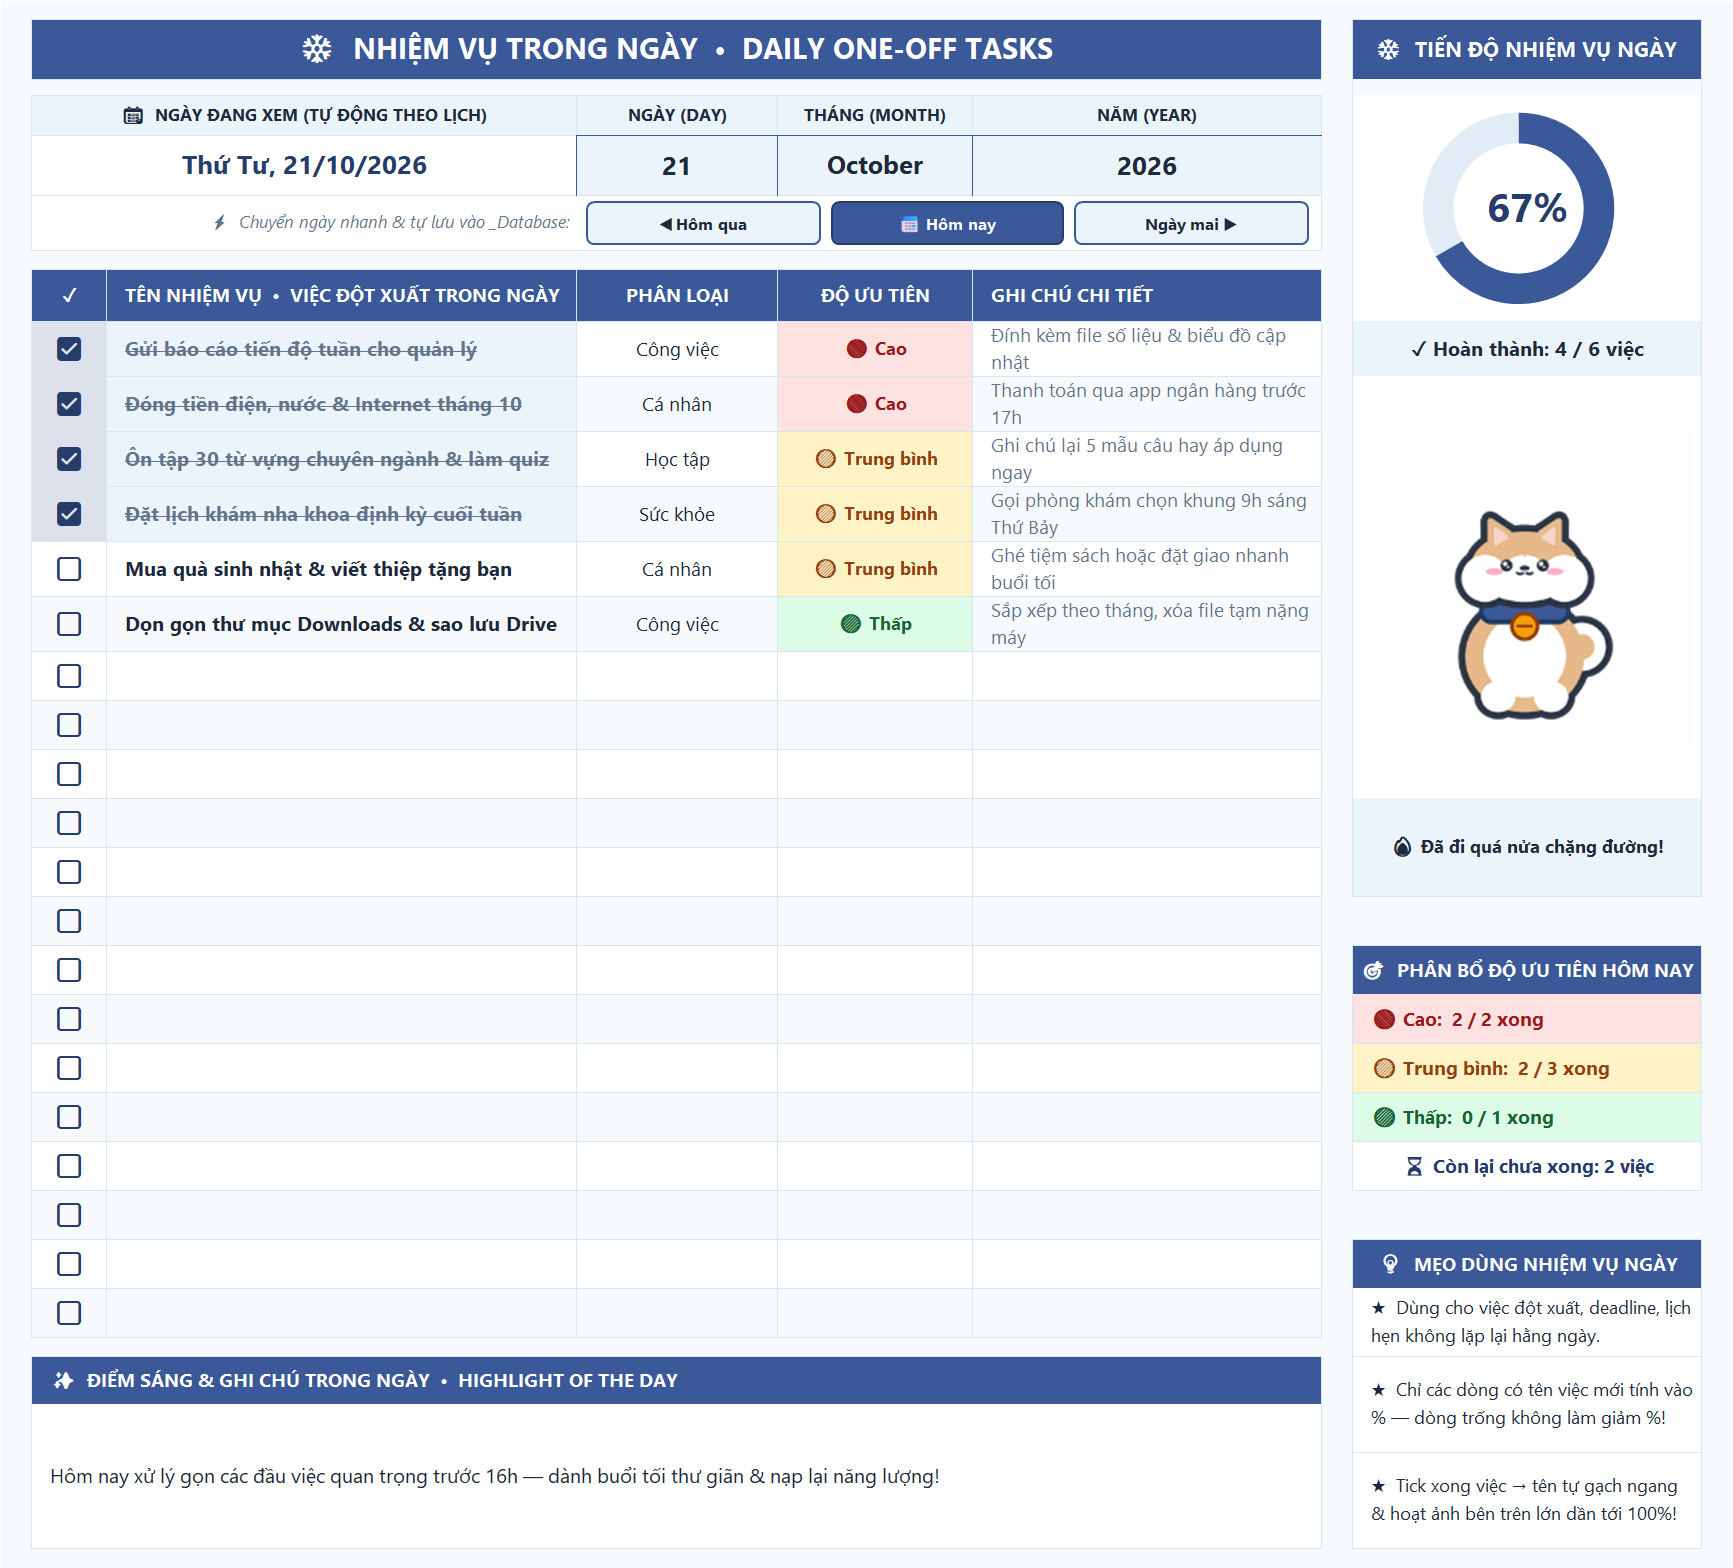 NHIỆM VỤ TRONG NGÀY • DAILY ONE-OFF TASKS
NGÀY ĐANG XEM (TỰ ĐỘNG THEO LỊCH)
NGÀY (DAY)
THÁNG (MONTH)
NĂM (YEAR)
Thứ Tư, 21/10/2026
21
October
2026
Chuyển ngày nhanh & tự lưu vào _Database:
◀ Hôm qua
Hôm nay
Ngày mai ▶
✓
TÊN NHIỆM VỤ • VIỆC ĐỘT XUẤT TRONG NGÀY
PHÂN LOẠI
ĐỘ ƯU TIÊN
GHI CHÚ CHI TIẾT
Gửi báo cáo tiến độ tuần cho quản lý
Công việc
Cao
Đính kèm file số liệu & biểu đồ cập
nhật
Đóng tiền điện, nước & Internet tháng 10
Cá nhân
Cao
Thanh toán qua app ngân hàng trước
17h
Ôn tập 30 từ vựng chuyên ngành & làm quiz
Học tập
Trung bình
Ghi chú lại 5 mẫu câu hay áp dụng
ngay
Đặt lịch khám nha khoa định kỳ cuối tuần
Sức khỏe
Trung bình
Gọi phòng khám chọn khung 9h sáng
Thứ Bảy
Mua quà sinh nhật & viết thiệp tặng bạn
Cá nhân
Trung bình
Ghé tiệm sách hoặc đặt giao nhanh
buổi tối
Dọn gọn thư mục Downloads & sao lưu Drive
Công việc
Thấp
Sắp xếp theo tháng, xóa file tạm nặng
máy
ĐIỂM SÁNG & GHI CHÚ TRONG NGÀY • HIGHLIGHT OF THE DAY
Hôm nay xử lý gọn các đầu việc quan trọng trước 16h — dành buổi tối thư giãn & nạp lại năng lượng!
TIẾN ĐỘ NHIỆM VỤ NGÀY
67%
✓ Hoàn thành: 4 / 6 việc
Đã đi quá nửa chặng đường!
PHÂN BỔ ĐỘ ƯU TIÊN HÔM NAY
Cao: 2 / 2 xong
Trung bình: 2 / 3 xong
Thấp: 0 / 1 xong
Còn lại chưa xong: 2 việc
MẸO DÙNG NHIỆM VỤ NGÀY
★ Dùng cho việc đột xuất, deadline, lịch
hẹn không lặp lại hằng ngày.
★ Chỉ các dòng có tên việc mới tính vào
% — dòng trống không làm giảm %!
★ Tick xong việc → tên tự gạch ngang
& hoạt ảnh bên trên lớn dần tới 100%!